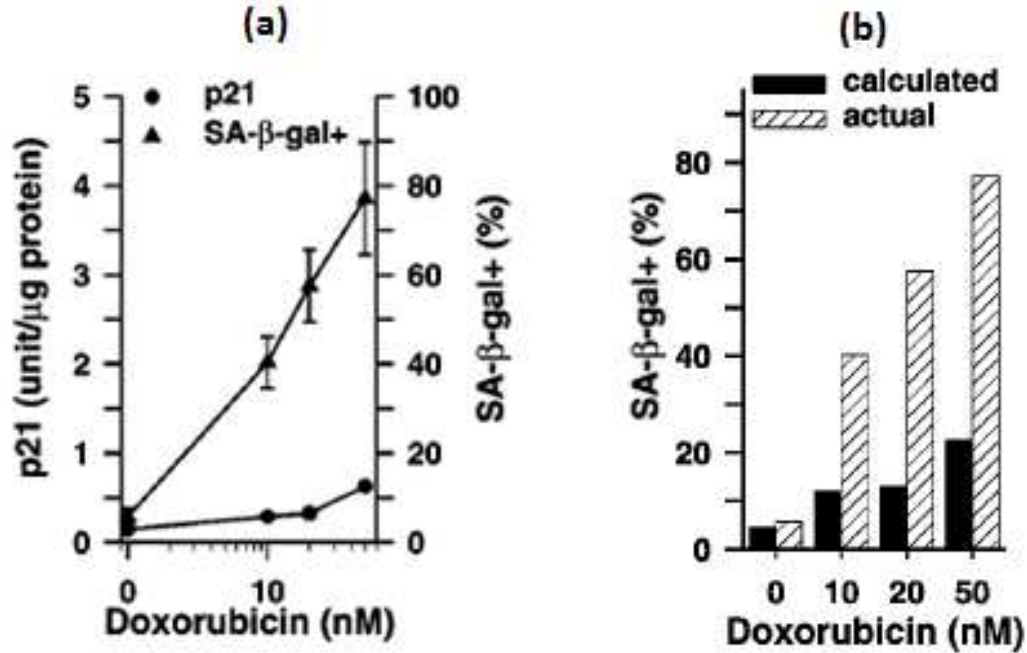 (a)
p21
SA-β-gal+
p21 (unit/μg protein)
5
4
3
2
1
0
100
80
60
40
20
0
SA-β-gal+ (%)
0
10
Doxorubicin (nM)
(b)
calculated
actual
SA-β-gal+ (%)
80
60
40
20
0
0 10 20 50
Doxorubicin (nM)